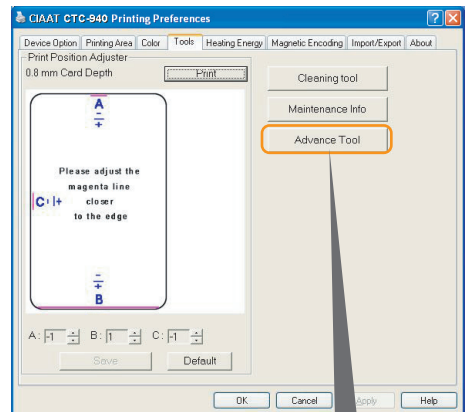 CIAAT CTC-940 Printing Preferences
Device Option Printing Area Color Tools Heating Energy Magnetic Encoding Import/Export About
Print Position Adjuster
0.8 mm Card Depth Print
Cleaning tool
Maintenance Info
Advance Tool
A
-
+
Please adjust the
magenta line
closer
to the edge
C ı | +
-
+
B
A: -1 B: 1 C: -1
Save Default
OK Cancel Apply Help